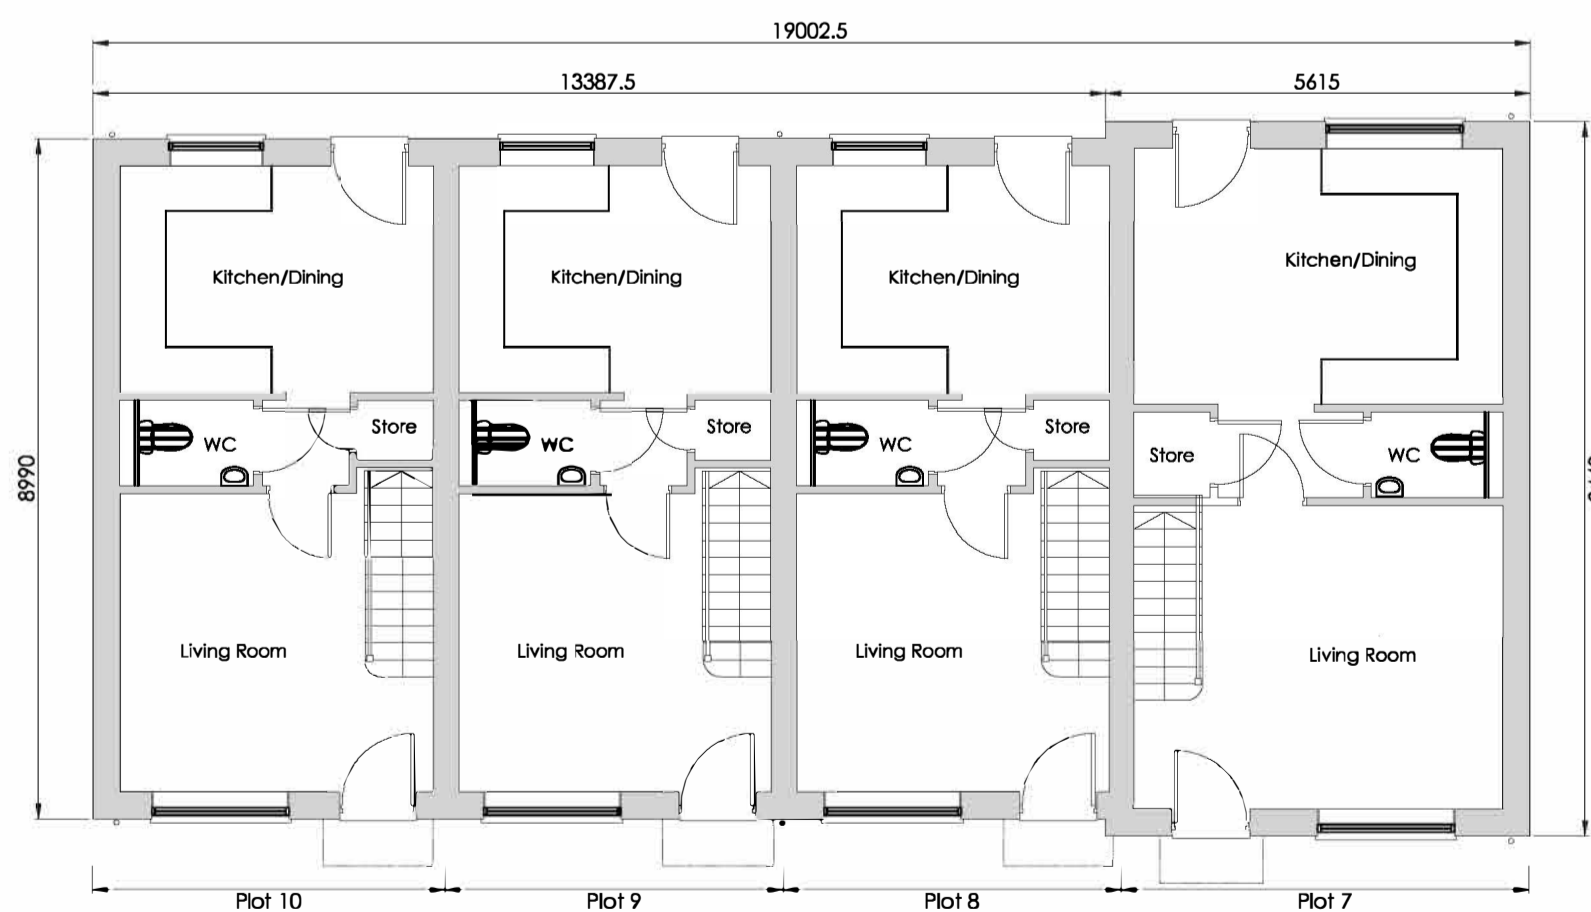 19002.5
13387.5 5615
Kitchen/Dining Kitchen/Dining Kitchen/Dining Kitchen/Dining
WC Store WC Store WC Store Store WC
8990
Living Room Living Room Living Room Living Room
Plot 10 Plot 9 Plot 8 Plot 7